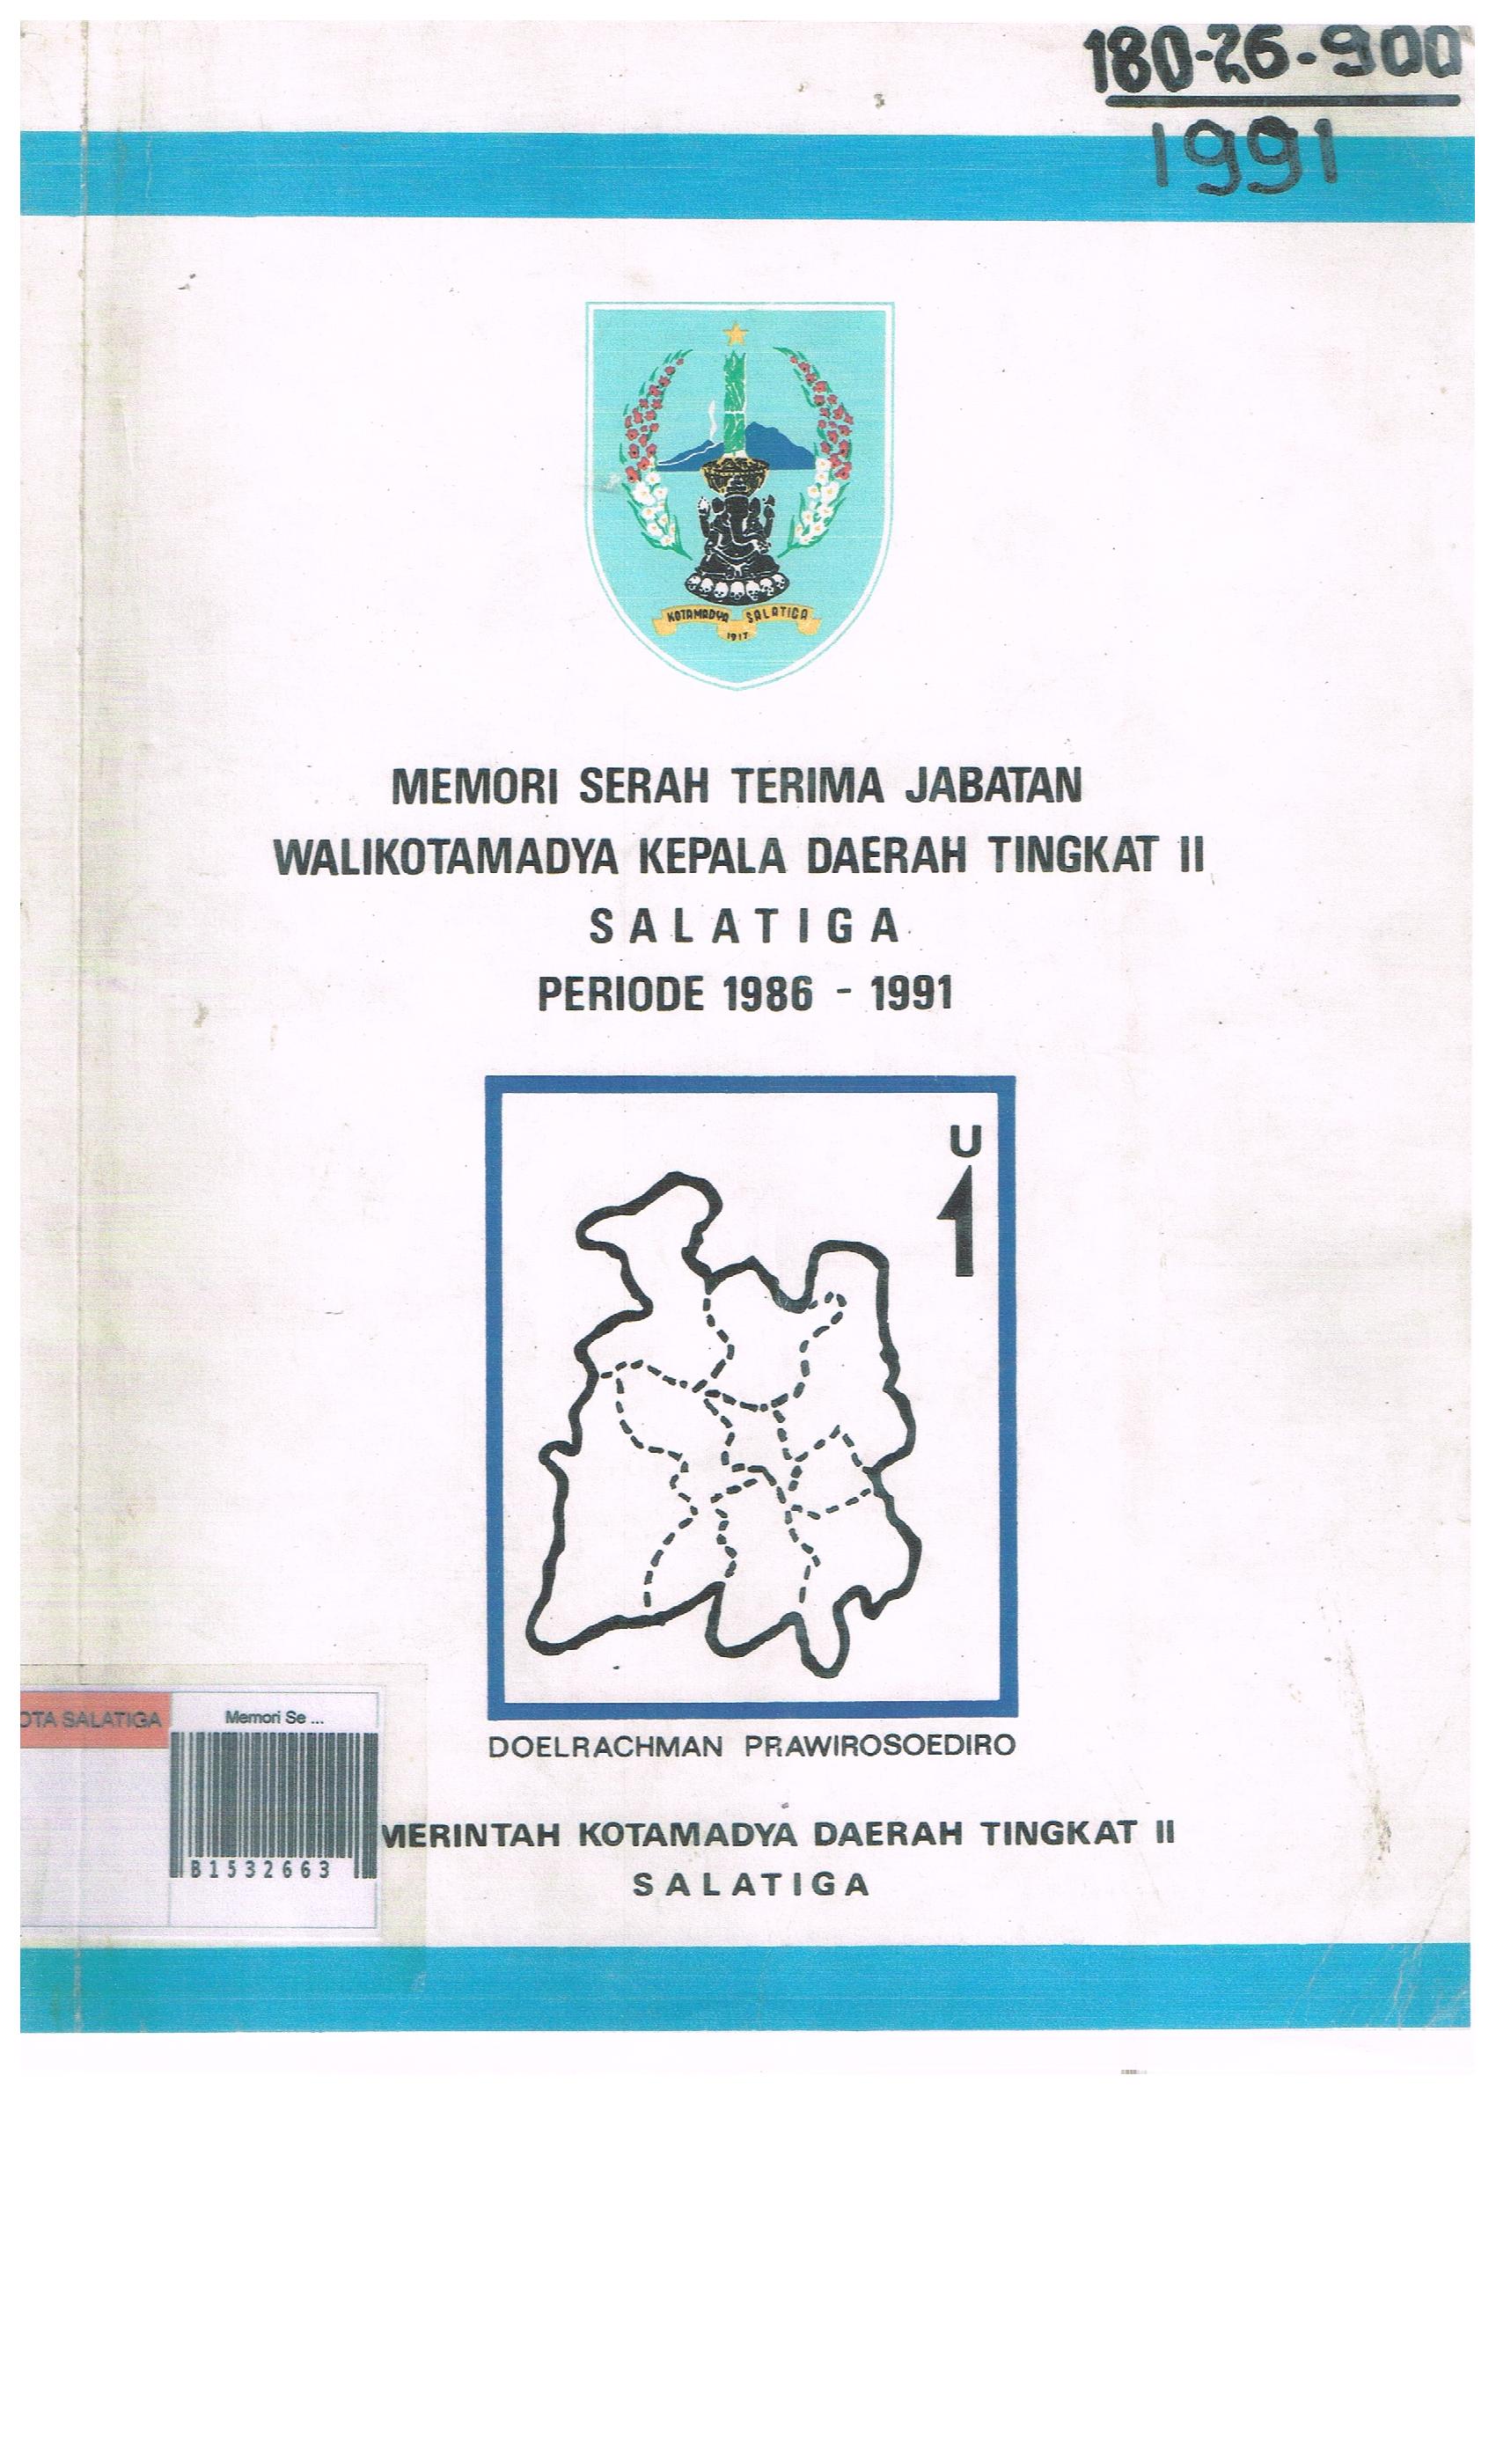 180-26-900
1991
KOTAMADYA SALATIGA
1917
MEMORI SERAH TERIMA JABATAN
WALIKOTAMADYA KEPALA DAERAH TINGKAT II
SALATIGA
PERIODE 1986 - 1991
U
OTA SALATIGA
Memori Se ...
B1532663
DOELRACHMAN PRAWIROSOEDIRO
MERINTAH KOTAMADYA DAERAH TINGKAT II
SALATIGA